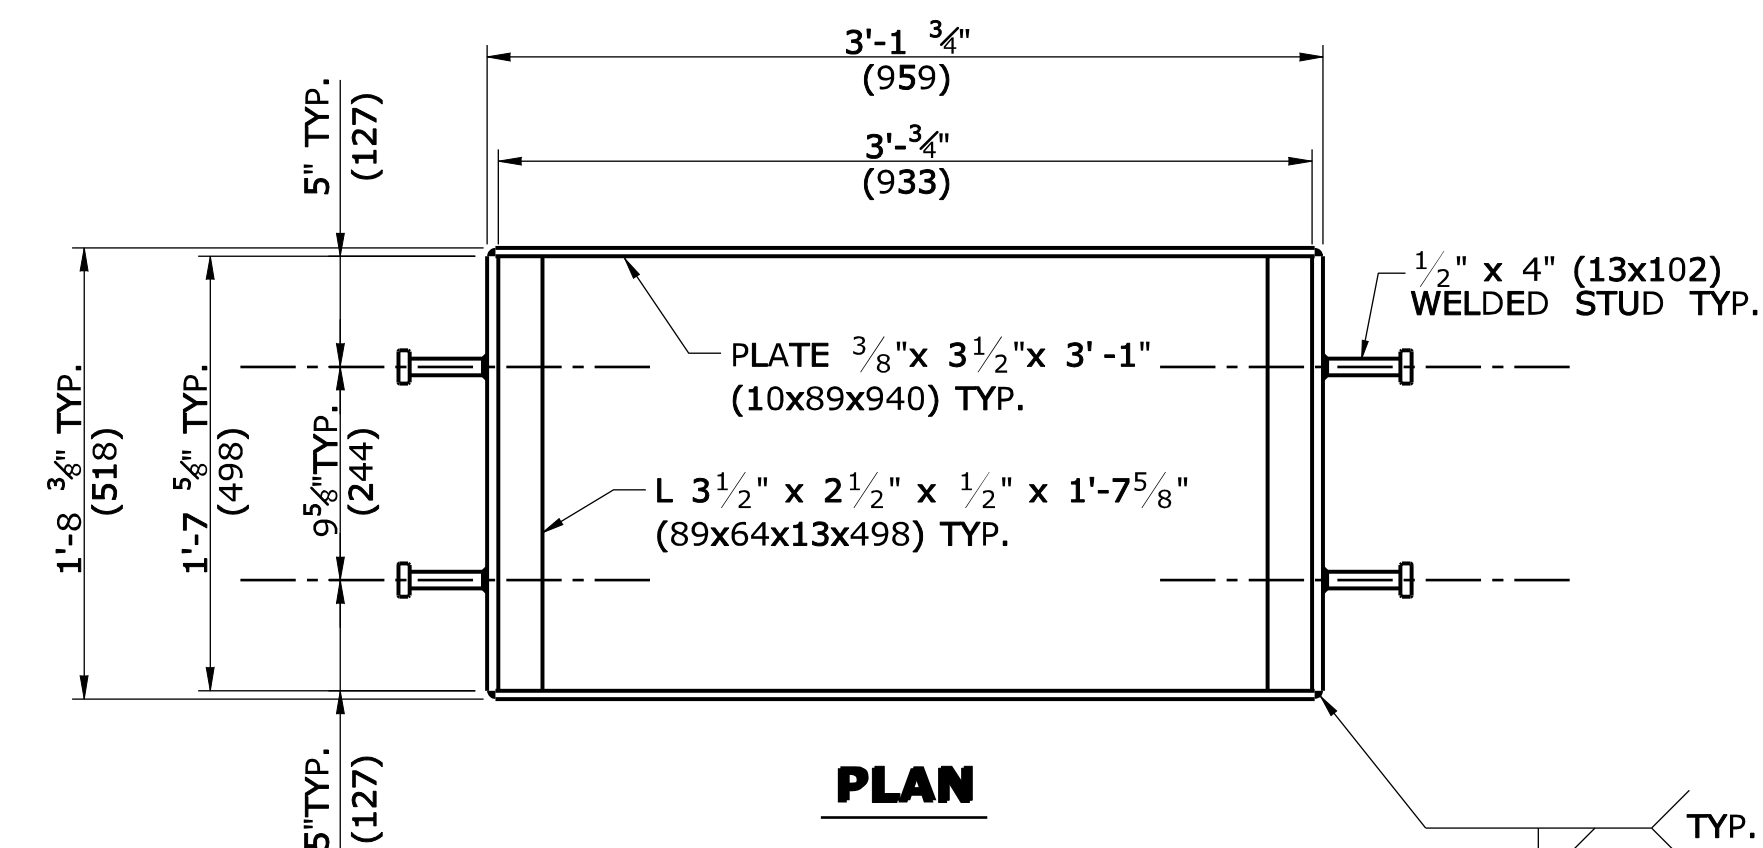 3'-1 3/4"
(959)
3'-3/4"
(933)
5" TYP.
(127)
1/2" x 4" (13x102)
WELDED STUD TYP.
PLATE 3/8"x 3 1/2"x 3'-1"
(10x89x940) TYP.
1'-8 3/8" TYP.
(518)
1'-7 5/8" TYP.
(498)
9 5/8"TYP.
(244)
L 3 1/2" x 2 1/2" x 1/2" x 1'-7 5/8"
(89x64x13x498) TYP.
5"TYP.
(127)
PLAN
TYP.